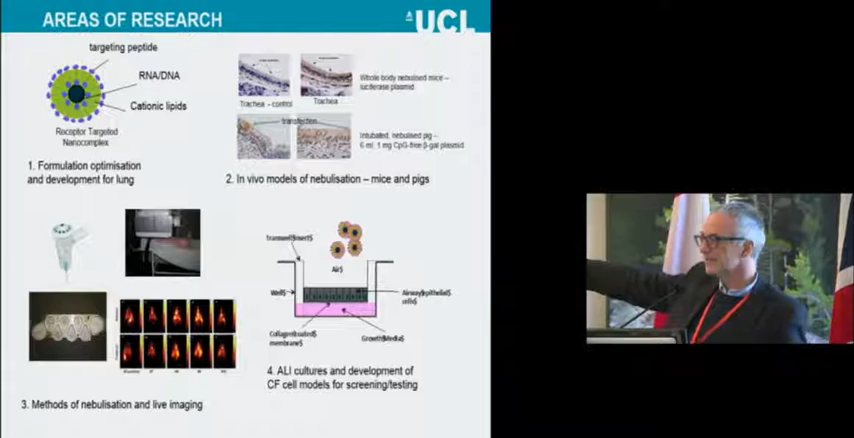 AREAS OF RESEARCH
UCL
targeting peptide
RNA/DNA
Cationic lipids
Receptor Targeted
Nanocomplex
1. Formulation optimisation
and development for lung
Trachea - control
Trachea
Whole body nebulised mice –
luciferase plasmid
transfection
Intubated, nebulised pig –
6 ml, 1 mg CpG-free β-gal plasmid
2. In vivo models of nebulisation – mice and pigs
3. Methods of nebulisation and live imaging
Transwell$insert$
Air$
Well$
Airway$epithelial$
cells$
Collagen$coated$
membrane$
Growth$Media$
4. ALI cultures and development of
CF cell models for screening/testing